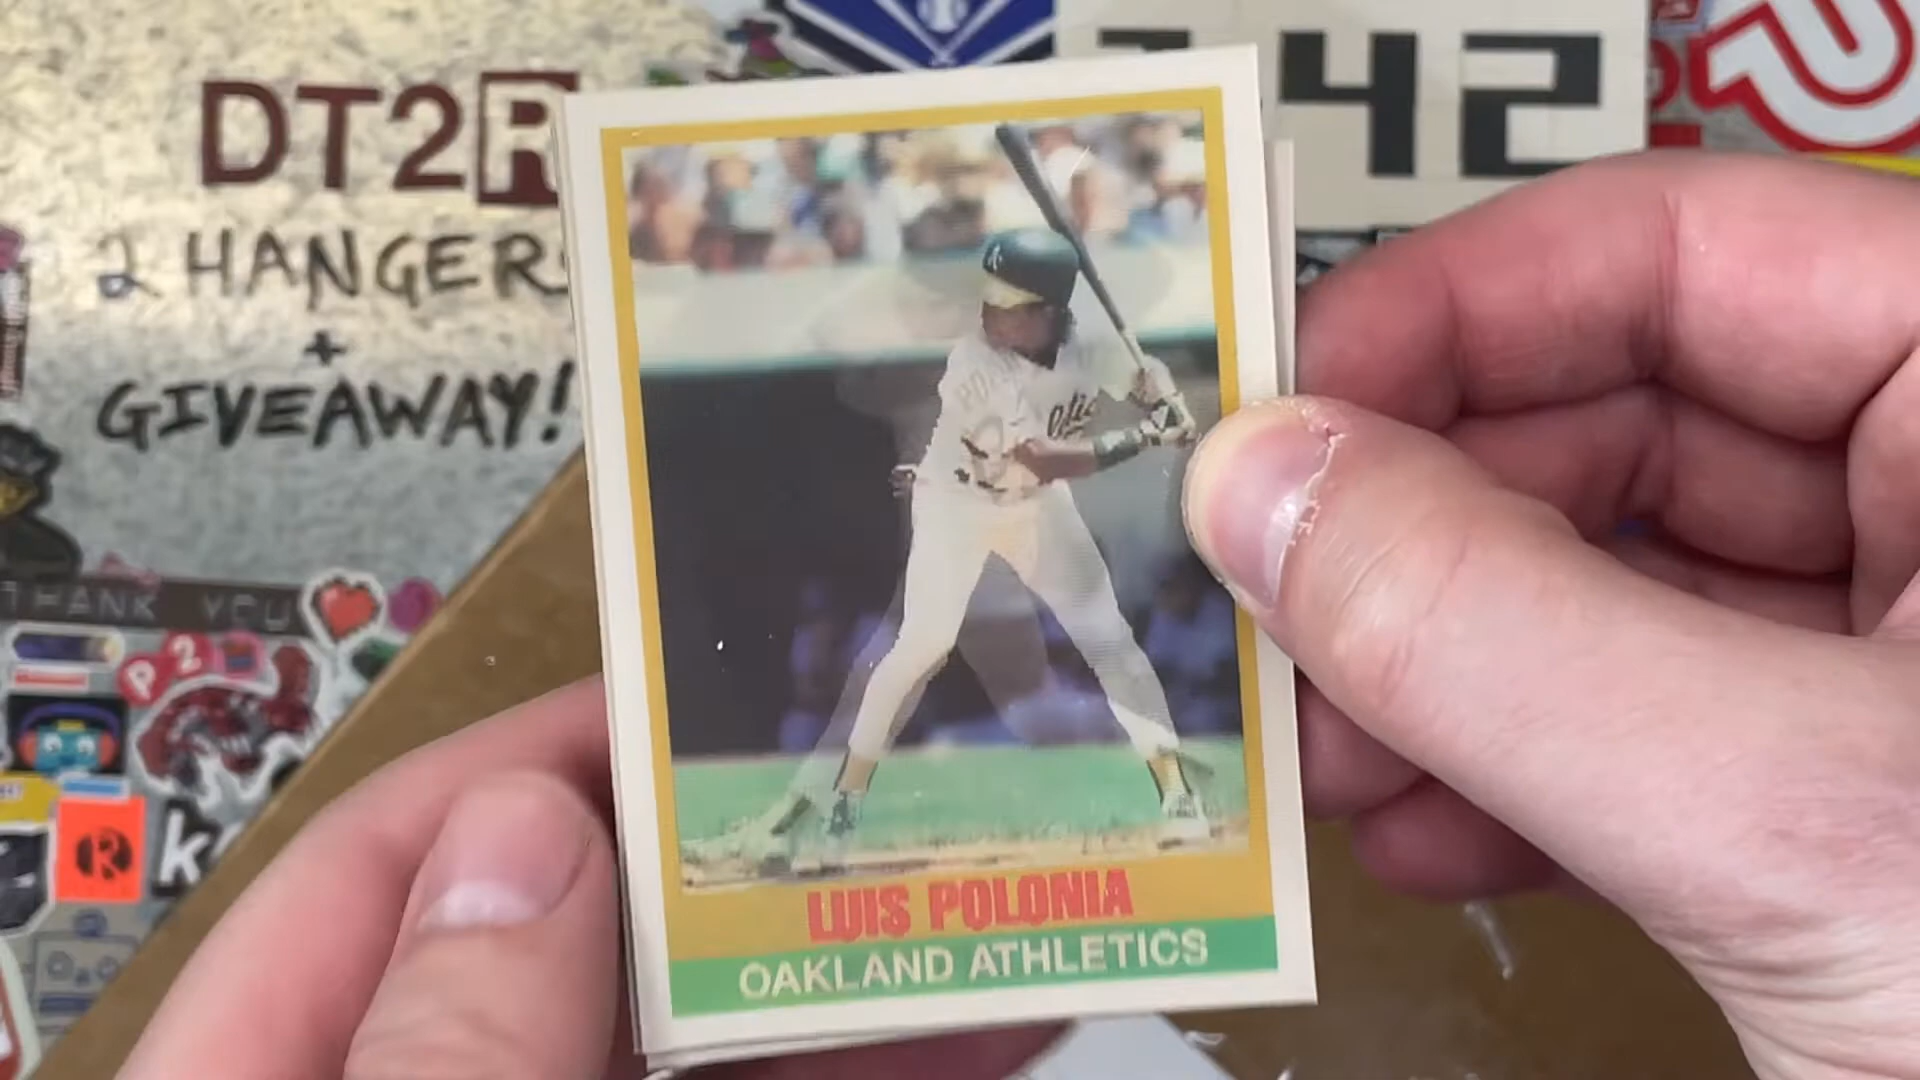 DT2R
2 HANGERS
+
GIVEAWAY!
42
THANK YOU
P2
R
LUIS POLONIA
OAKLAND ATHLETICS